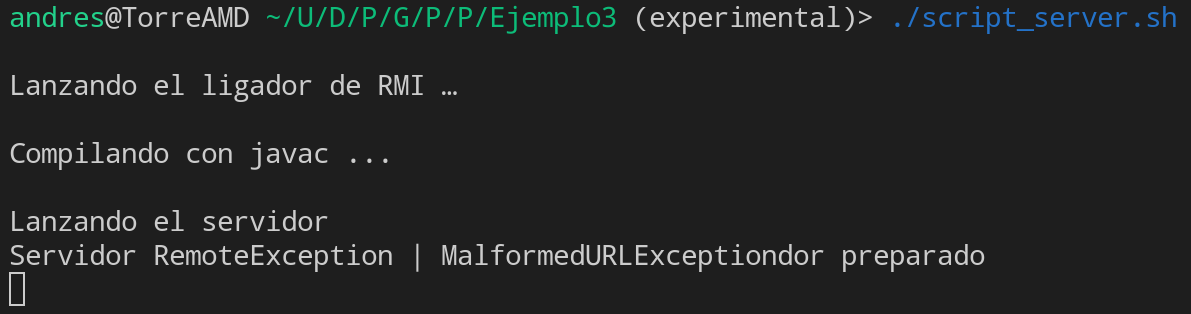 andres@TorreAMD ~/U/D/P/G/P/P/Ejemplo3 (experimental)> ./script_server.sh
Lanzando el ligador de RMI …
Compilando con javac ...
Lanzando el servidor
Servidor RemoteException | MalformedURLExceptiondor preparado